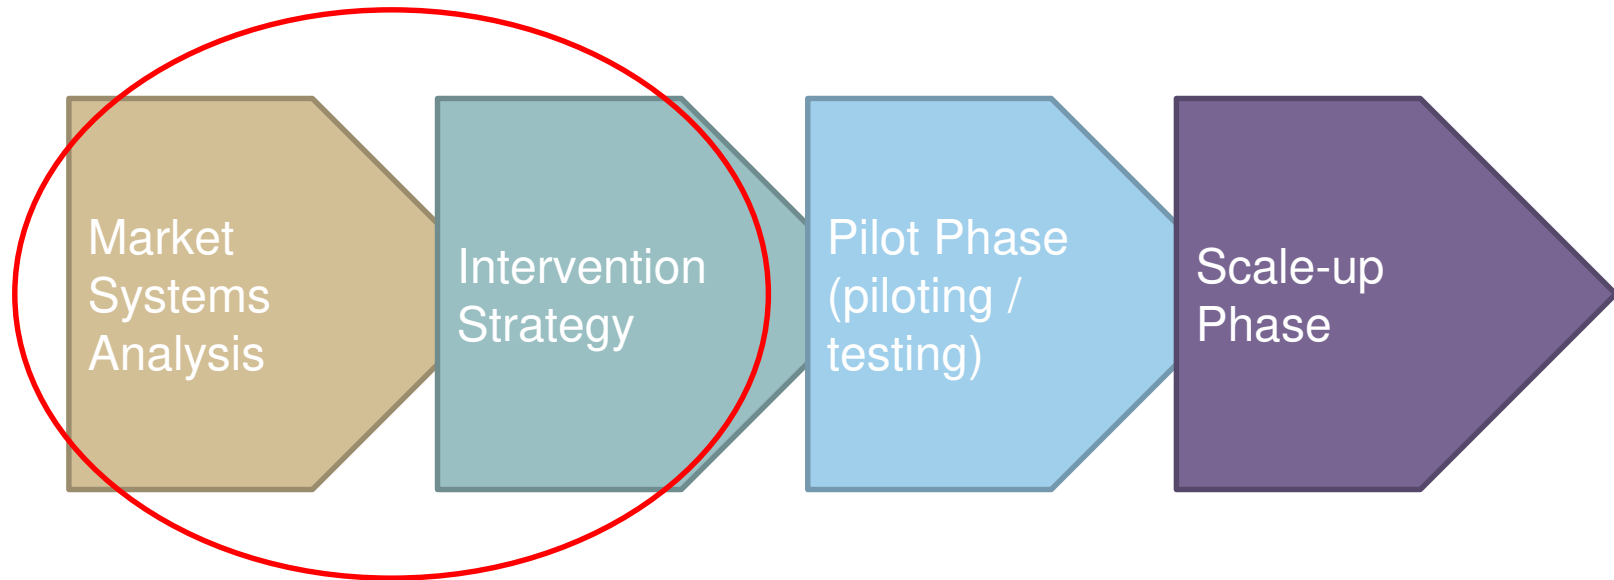 Market
Systems
Analysis
Intervention
Strategy
Pilot Phase
(piloting /
testing)
Scale-up
Phase